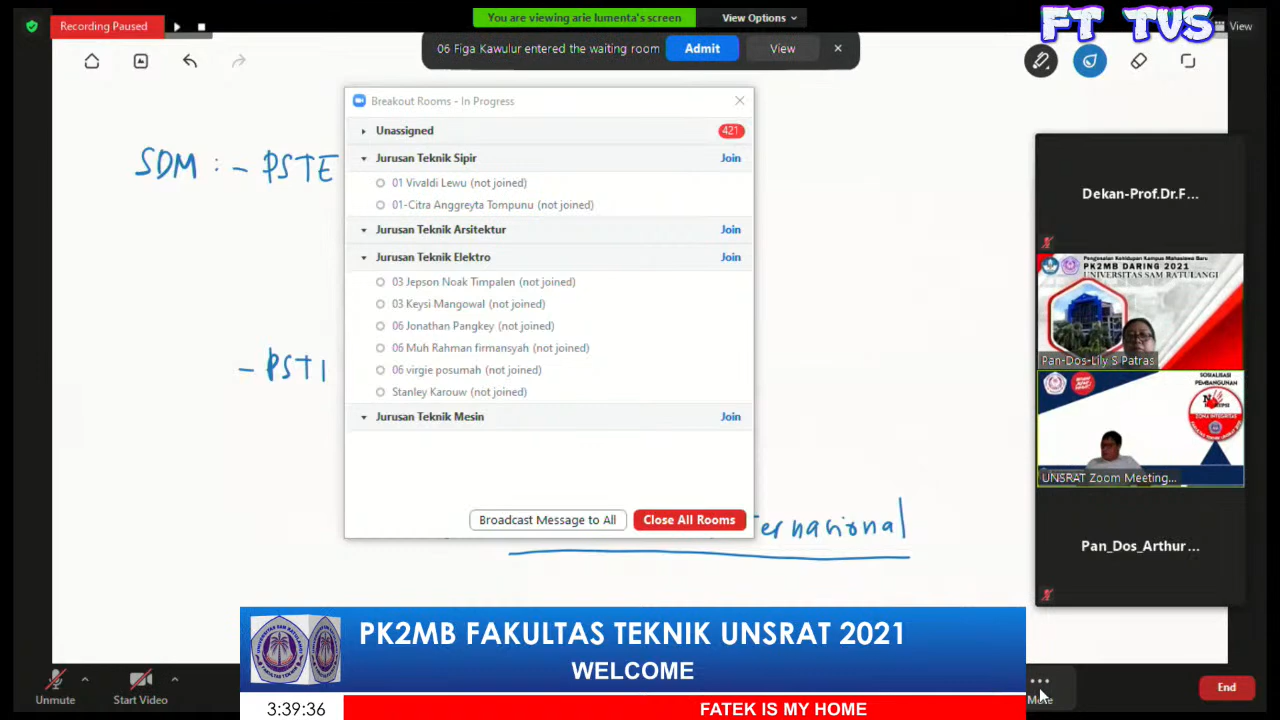 Recording Paused
You are viewing arie lumenta's screen
View Options
FT TVS
View
06 Figa Kawulur entered the waiting room
Admit
View
Breakout Rooms - In Progress
Unassigned
421
Jurusan Teknik Sipir
Join
01 Vivaldi Lewu (not joined)
01-Citra Anggreyta Tompunu (not joined)
Jurusan Teknik Arsitektur
Join
Jurusan Teknik Elektro
Join
03 Jepson Noak Timpalen (not joined)
03 Keysi Mangowal (not joined)
06 Jonathan Pangkey (not joined)
06 Muh Rahman firmansyah (not joined)
06 virgie posumah (not joined)
Stanley Karouw (not joined)
Jurusan Teknik Mesin
Join
Broadcast Message to All
Close All Rooms
SDM : - PSTE
- PSTI
ernasional
Dekan-Prof.Dr.F...
Pengenalan Kehidupan Kampus Mahasiswa Baru
PK2MB DARING 2021
UNIVERSITAS SAM RATULANGI
Pan-Dos-Lily S Patras
SOSIALISASI
PEMBANGUNAN
ZONA INTEGRITAS
UNSRAT Zoom Meeting...
Pan_Dos_Arthur...
PK2MB FAKULTAS TEKNIK UNSRAT 2021
WELCOME
3:39:36
FATEK IS MY HOME
Unmute
Start Video
More
End